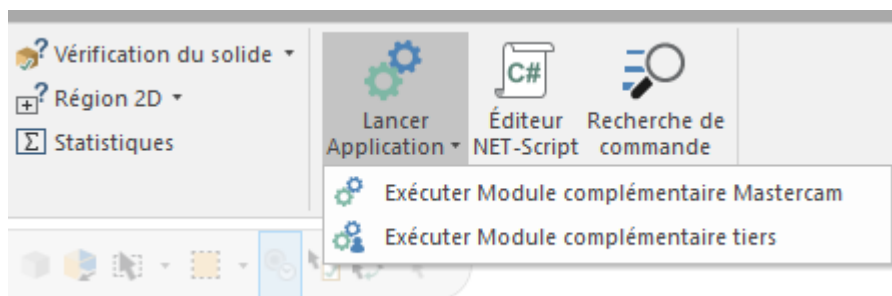 Vérification du solide
Région 2D
Statistiques
Lancer
Application
C#
Éditeur
NET-Script
Recherche de
commande
Exécuter Module complémentaire Mastercam
Exécuter Module complémentaire tiers